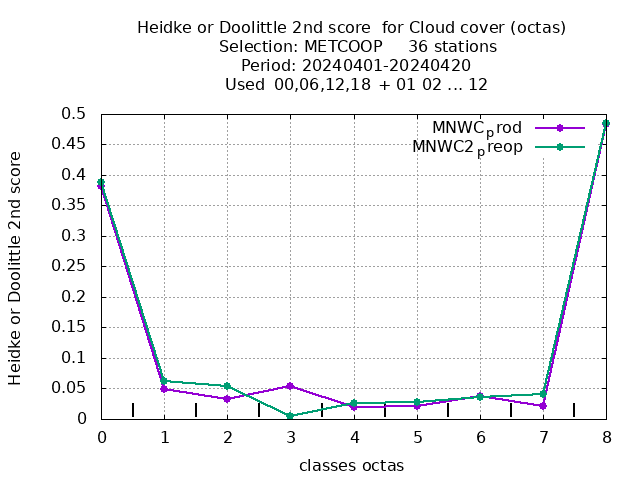 Heidke or Doolittle 2nd score  for Cloud cover (octas)
Selection: METCOOP     36 stations
Period: 20240401-20240420
Used  00,06,12,18 + 01 02 ... 12
MNWCprod
MNWC2preop
0.5
0.45
0.4
0.35
0.3
0.25
0.2
0.15
0.1
0.05
0
Heidke or Doolittle 2nd score
0 1 2 3 4 5 6 7 8
classes octas